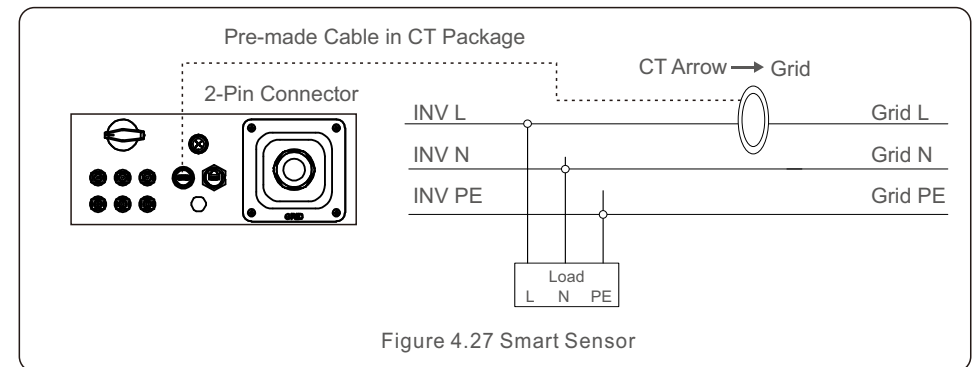 Pre-made Cable in CT Package
CT Arrow → Grid
2-Pin Connector
INV L
Grid L
INV N
Grid N
INV PE
Grid PE
GRID
Load
L N PE
Figure 4.27 Smart Sensor